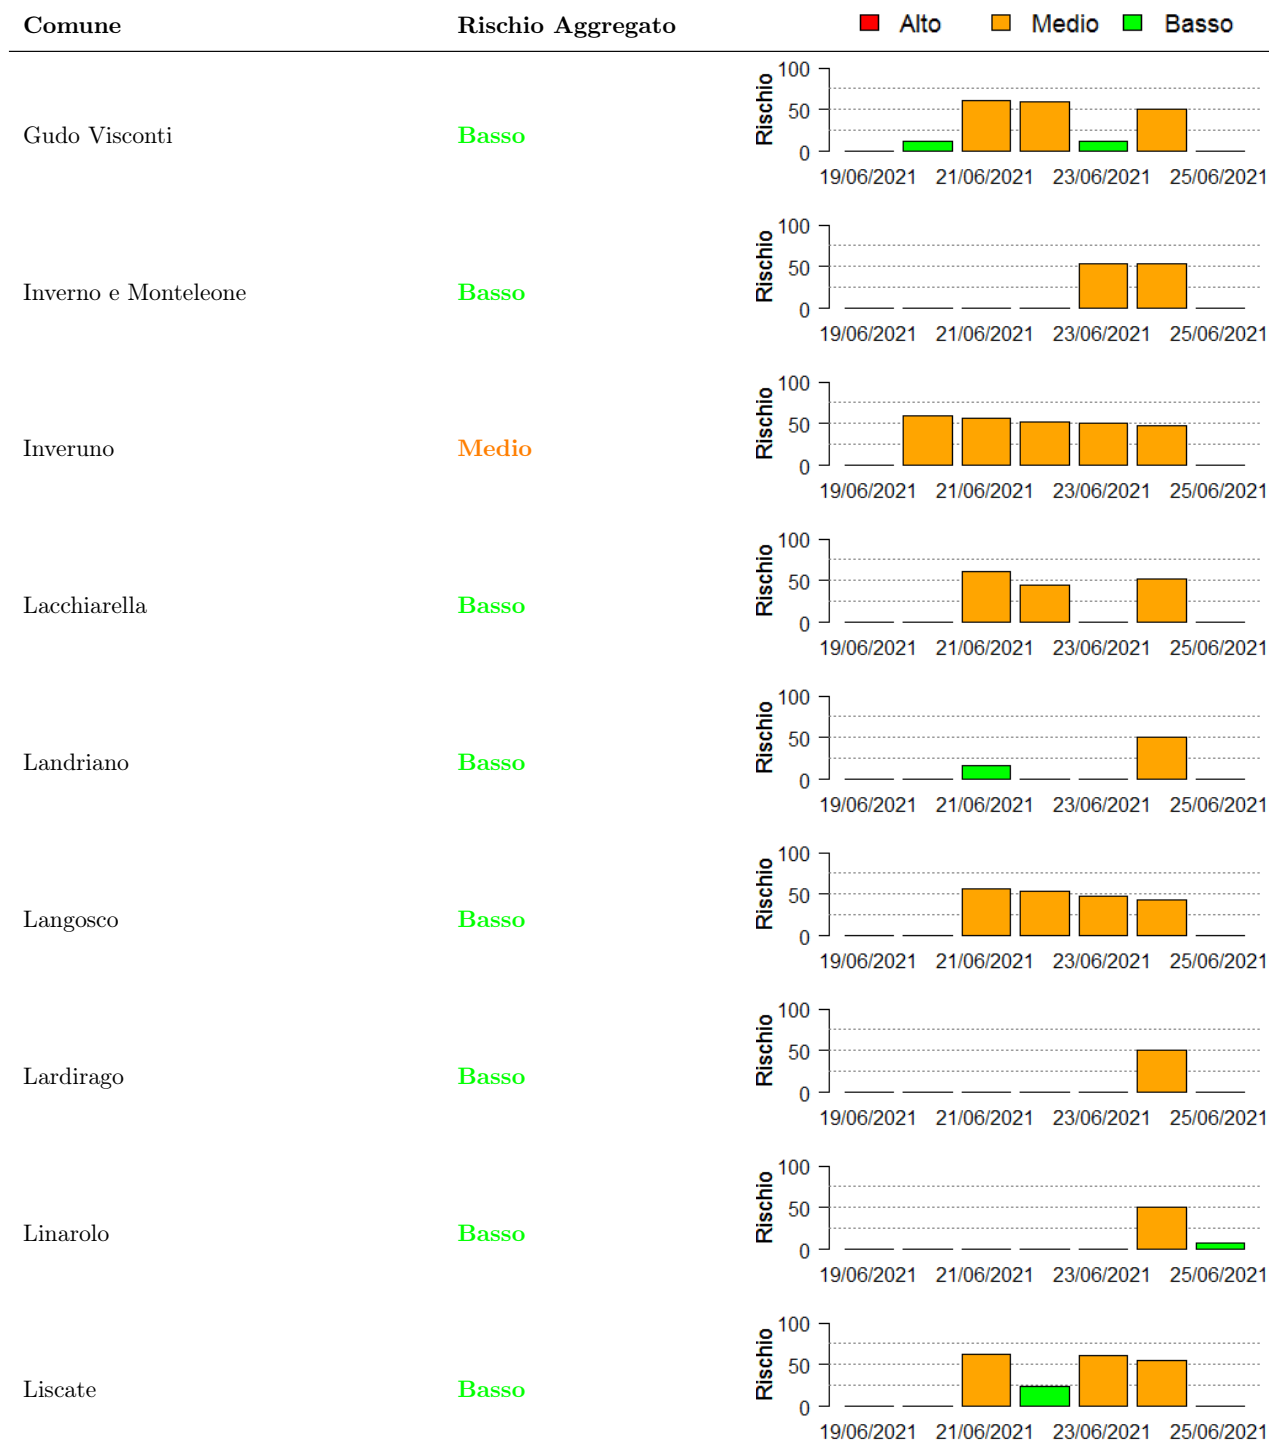 Comune Rischio Aggregato Alto Medio Basso
Gudo Visconti Basso Rischio 100 50 0
19/06/2021 21/06/2021 23/06/2021 25/06/2021
Inverno e Monteleone Basso Rischio 100 50 0
19/06/2021 21/06/2021 23/06/2021 25/06/2021
Inveruno Medio Rischio 100 50 0
19/06/2021 21/06/2021 23/06/2021 25/06/2021
Lacchiarella Basso Rischio 100 50 0
19/06/2021 21/06/2021 23/06/2021 25/06/2021
Landriano Basso Rischio 100 50 0
19/06/2021 21/06/2021 23/06/2021 25/06/2021
Langosco Basso Rischio 100 50 0
19/06/2021 21/06/2021 23/06/2021 25/06/2021
Lardirago Basso Rischio 100 50 0
19/06/2021 21/06/2021 23/06/2021 25/06/2021
Linarolo Basso Rischio 100 50 0
19/06/2021 21/06/2021 23/06/2021 25/06/2021
Liscate Basso Rischio 100 50 0
19/06/2021 21/06/2021 23/06/2021 25/06/2021